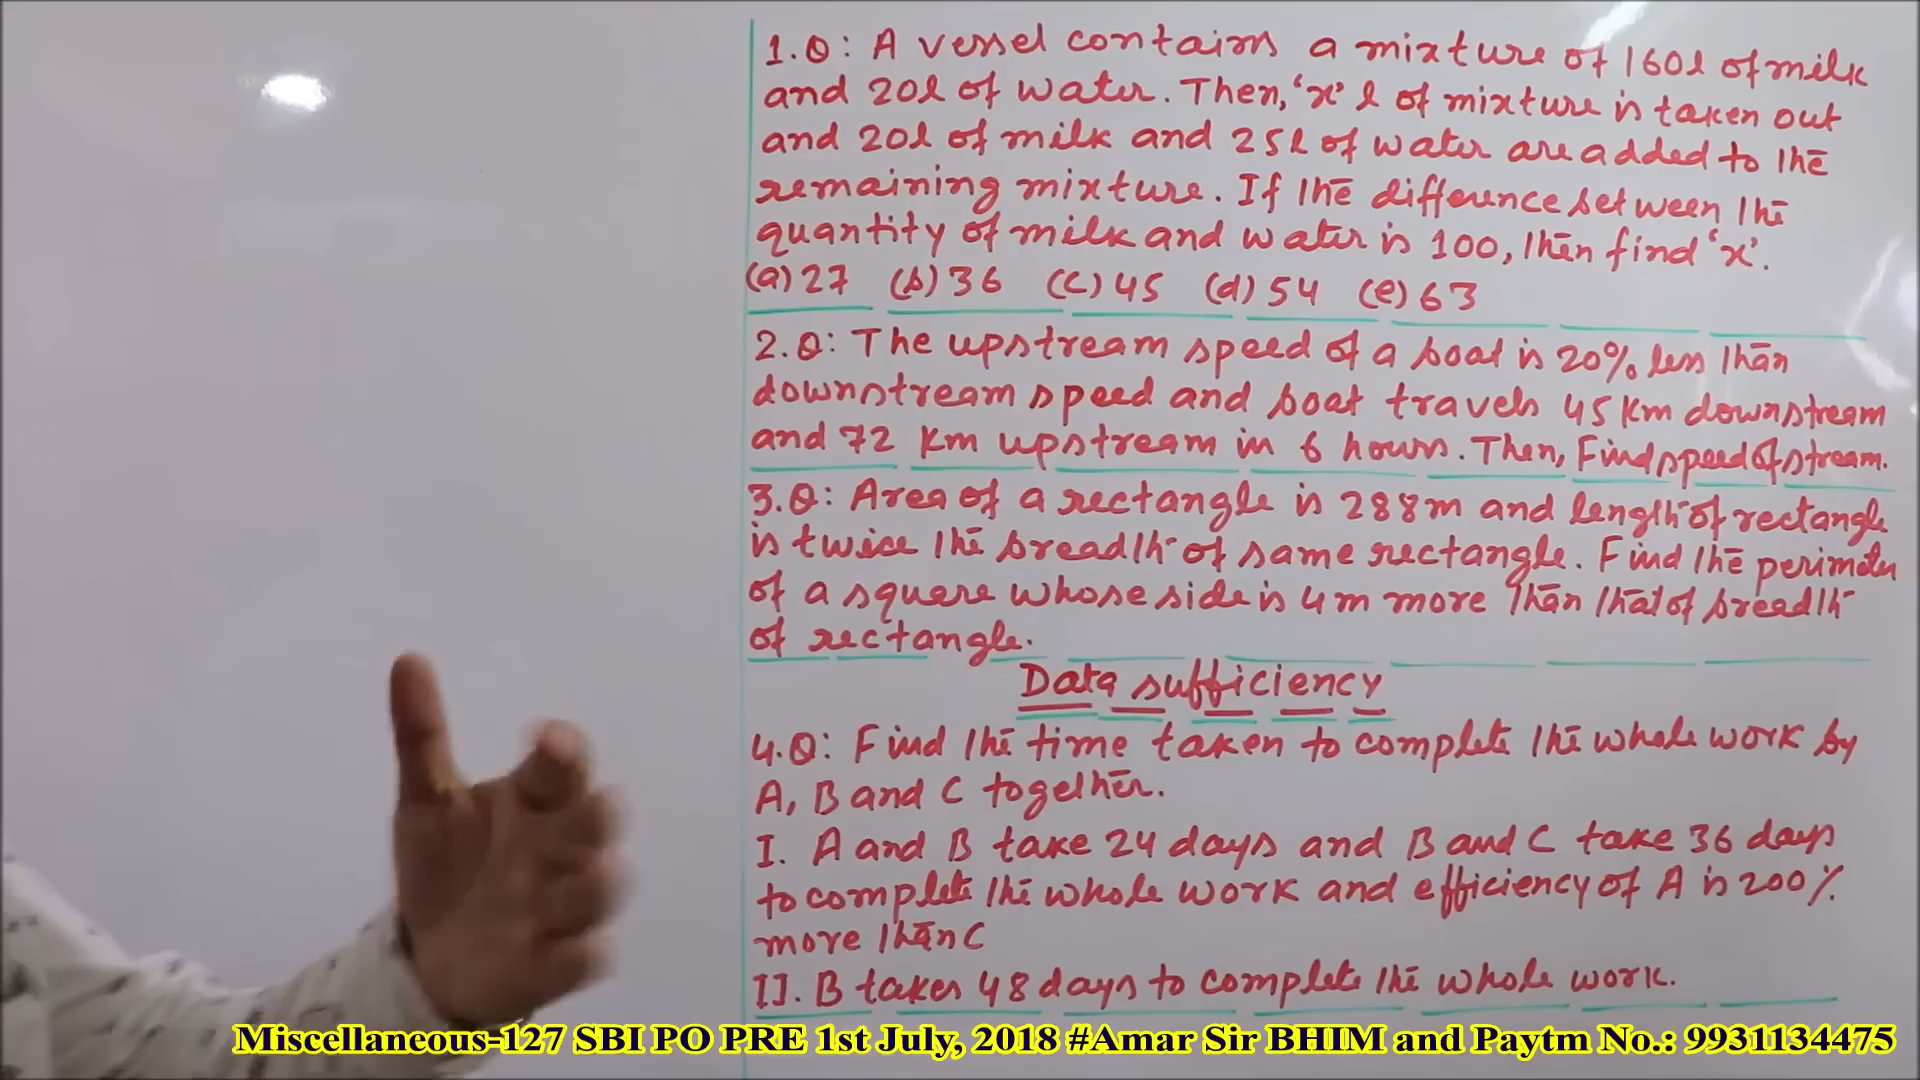 1.Q: A vessel contains a mixture of 160l of milk
and 20l of water. Then, 'x' l of mixture is taken out
and 20l of milk and 25l of water are added to the
remaining mixture. If the difference between the
quantity of milk and water is 100, then find 'x'.
(a) 27 (b) 36 (c) 45 (d) 54 (e) 63
2.Q: The upstream speed of a boat is 20% less than
downstream speed and boat travels 45 km downstream
and 72 km upstream in 6 hours. Then, Find speed of stream.
3.Q: Area of a rectangle is 288m and length of rectangle
is twice the breadth of same rectangle. Find the perimeter
of a square whose side is 4m more than that of breadth
of rectangle.
Data sufficiency
4.Q: Find the time taken to complete the whole work by
A, B and C together.
I. A and B take 24 days and B and C take 36 days
to complete the whole work and efficiency of A is 200%
more than C
II. B takes 48 days to complete the whole work.
Miscellaneous-127 SBI PO PRE 1st July, 2018 #Amar Sir BHIM and Paytm No.: 9931134475